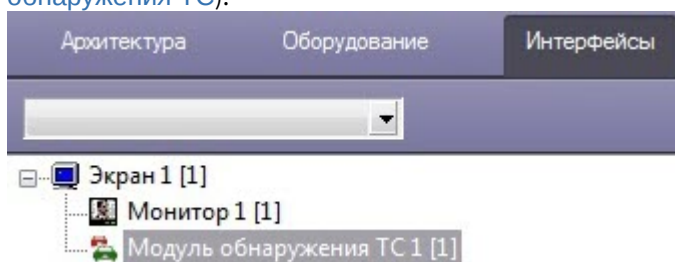 обнаружения ТС).
Архитектура Оборудование Интерфейсы
Экран 1 [1]
Монитор 1 [1]
Модуль обнаружения ТС 1 [1]